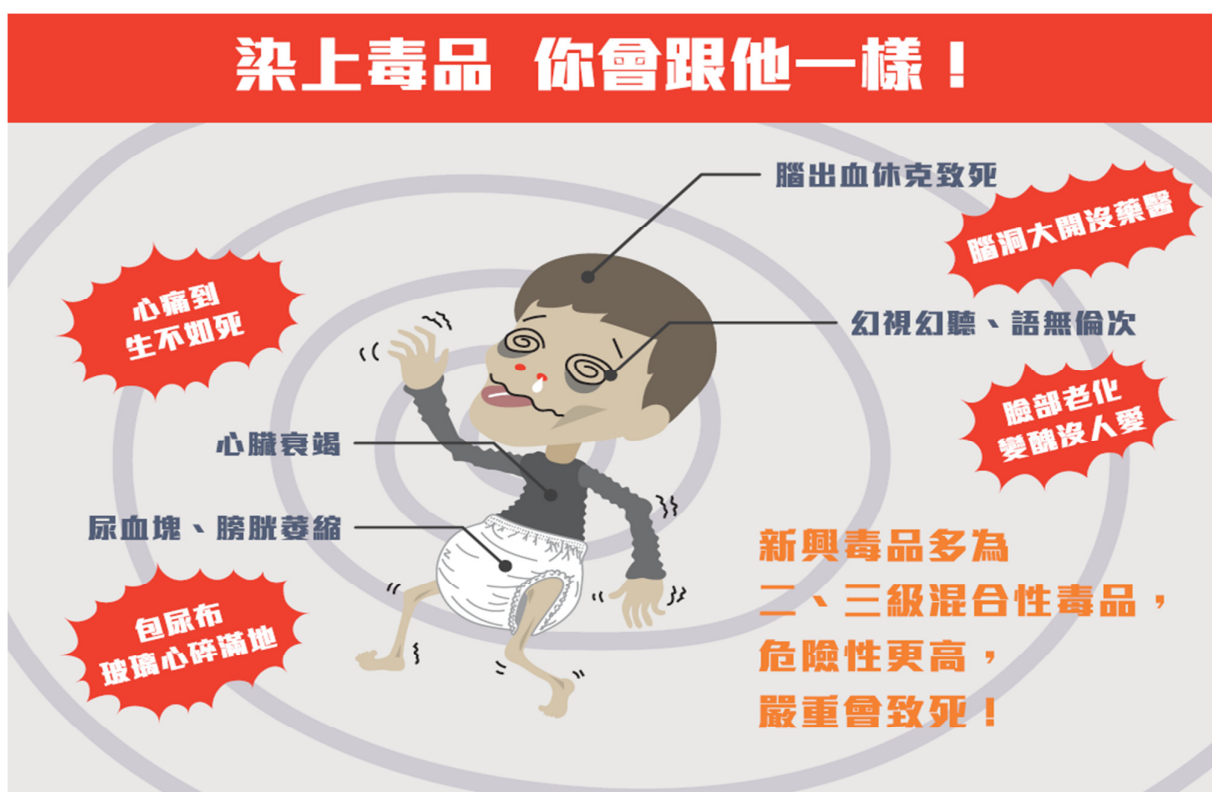 染上毒品 你會跟他一樣！
腦出血休克致死
腦洞大開沒藥醫
心痛到
生不如死
幻視幻聽、語無倫次
臉部老化
變醜沒人愛
心臟衰竭
尿血塊、膀胱萎縮
包尿布
玻璃心碎滿地
新興毒品多為
二、三級混合性毒品，
危險性更高，
嚴重會致死！